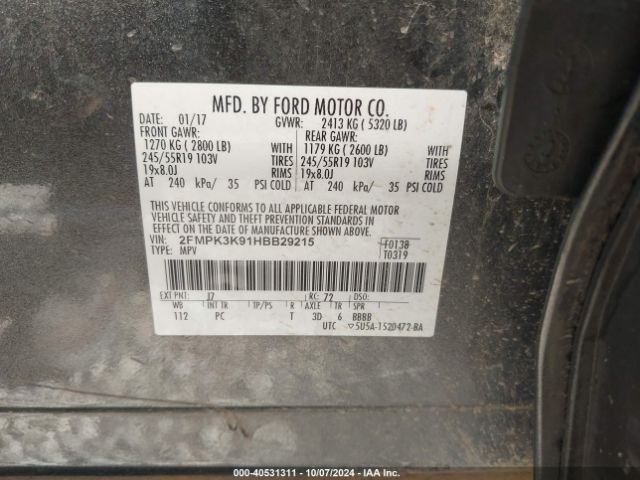 MFD. BY FORD MOTOR CO.
DATE: 01/17 GVWR: 2413 KG ( 5320 LB)
FRONT GAWR: REAR GAWR:
1270 KG ( 2800 LB) WITH 1179 KG ( 2600 LB) WITH
245/55R19 103V TIRES 245/55R19 103V TIRES
19x8.0J RIMS 19x8.0J RIMS
AT 240 kPa/ 35 PSI COLD AT 240 kPa/ 35 PSI COLD
THIS VEHICLE CONFORMS TO ALL APPLICABLE FEDERAL MOTOR
VEHICLE SAFETY AND THEFT PREVENTION STANDARDS IN
EFFECT ON THE DATE OF MANUFACTURE SHOWN ABOVE.
VIN: 2FMPK3K91HBB29215 F0138
TYPE: MPV T0319
EXT PNT: J7 RC: 72 DSO:
WB INT TR TP/PS R AXLE TR SPR
112 PC T 3D 6 BBBB
UTC ▽5U5A-1520472-BA
000-40531311 - 10/07/2024 - IAA Inc.